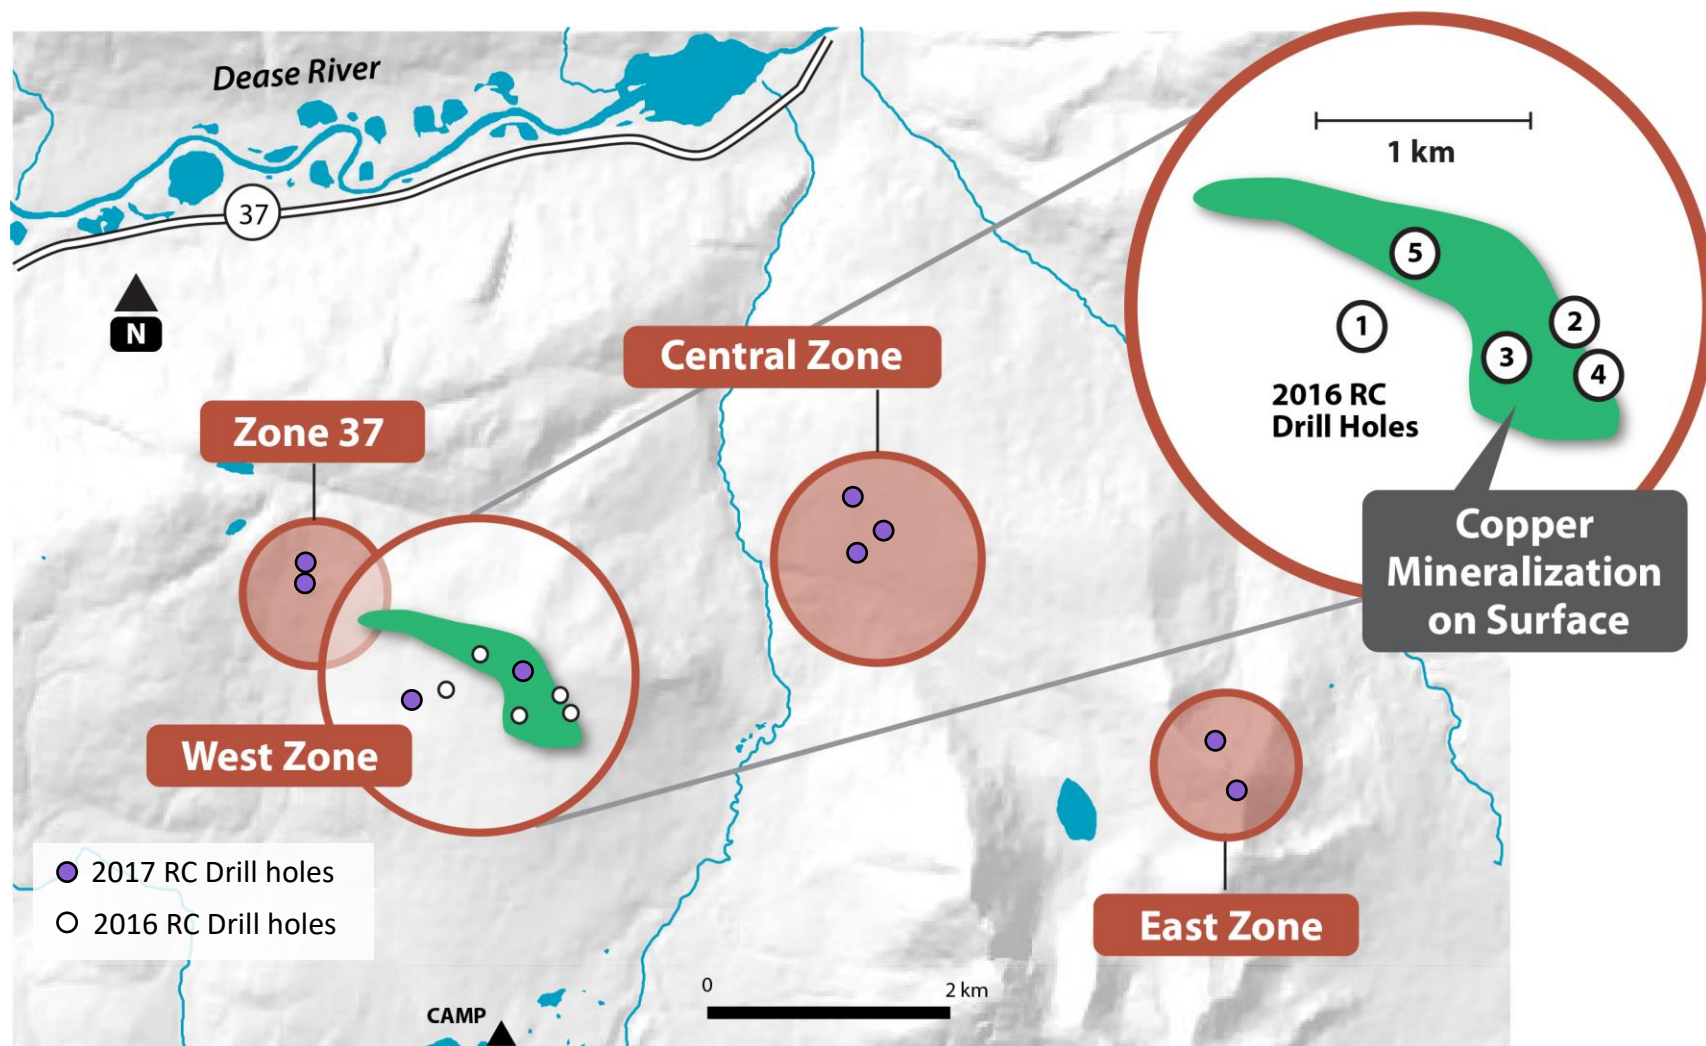 Dease River
37
N
1 km
5
1
2
3
4
2016 RC
Drill Holes
Copper
Mineralization
on Surface
Central Zone
Zone 37
West Zone
East Zone
2017 RC Drill holes
2016 RC Drill holes
0 2 km
CAMP